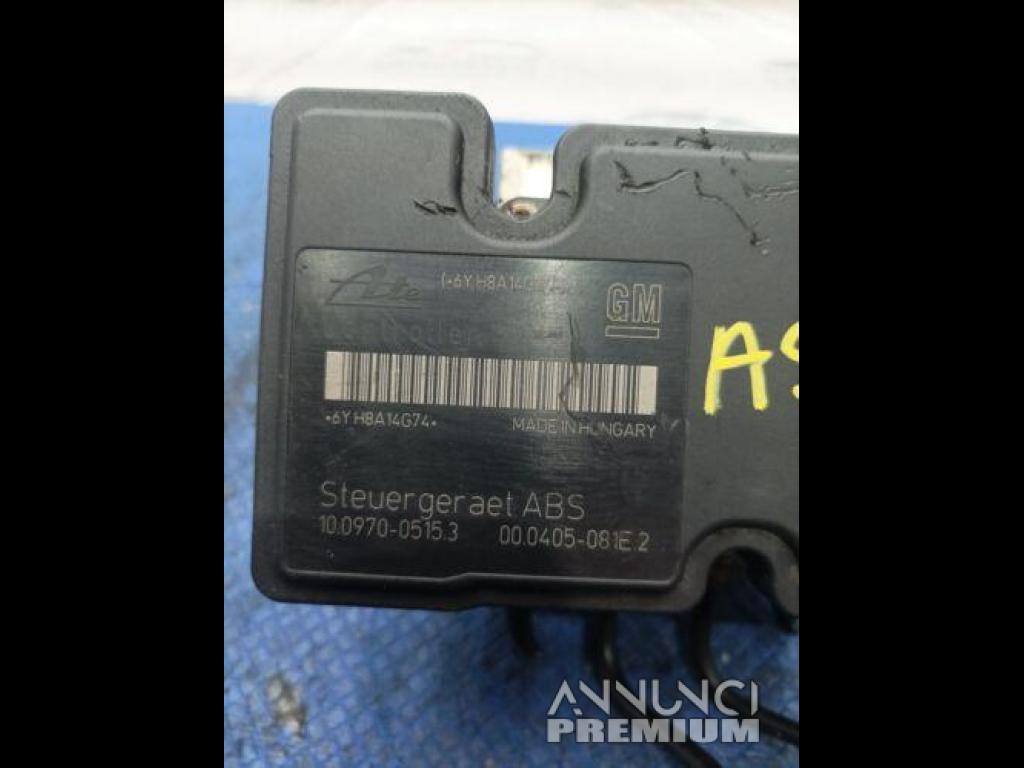 Ate
GM
*6YH8A14G74*
MADE IN HUNGARY
Steuergeraet ABS
10.0970-0515.3 00.0405-081E.2
AS
ANNUNCI
PREMIUM